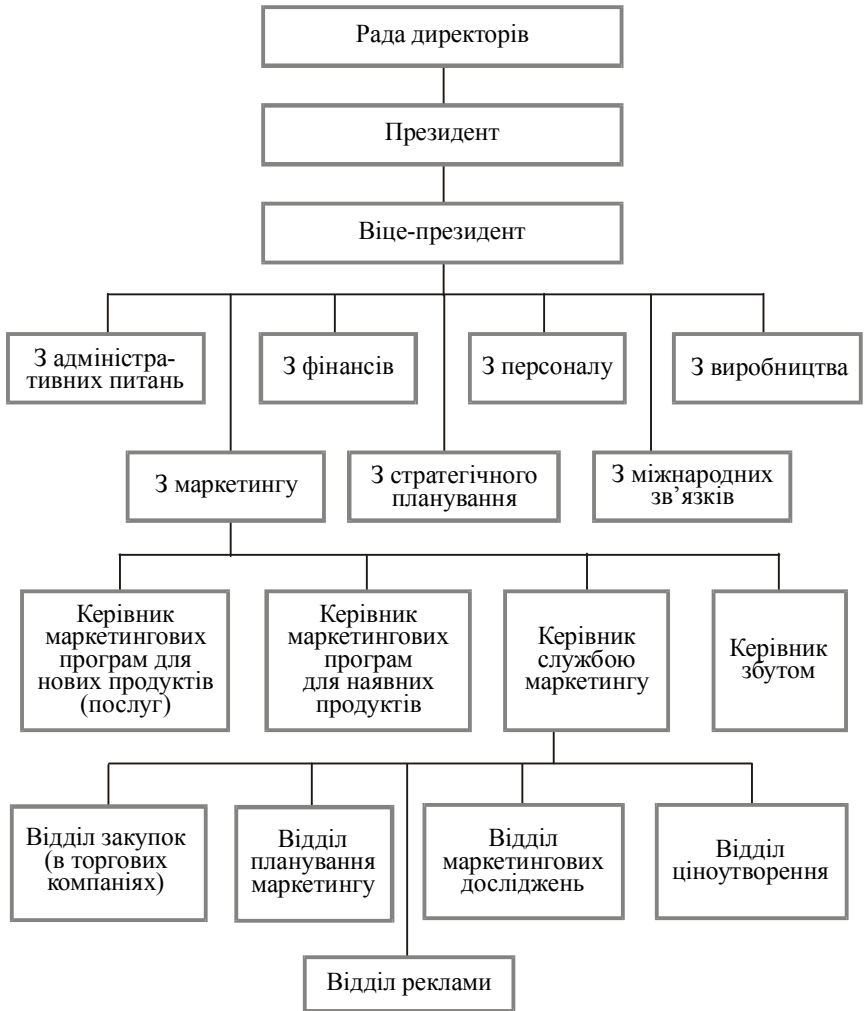 Рада директорів
Президент
Віце-президент
З адміністра-
тивних питань
З фінансів
З персоналу
З виробництва
З маркетингу
З стратегічного
планування
З міжнародних
зв’язків
Керівник
маркетингових
програм для
нових продуктів
(послуг)
Керівник
маркетингових
програм
для наявних
продуктів
Керівник
службою
маркетингу
Керівник
збутом
Відділ закупок
(в торгових
компаніях)
Відділ
планування
маркетингу
Відділ
маркетингових
досліджень
Відділ
ціноутворення
Відділ реклами